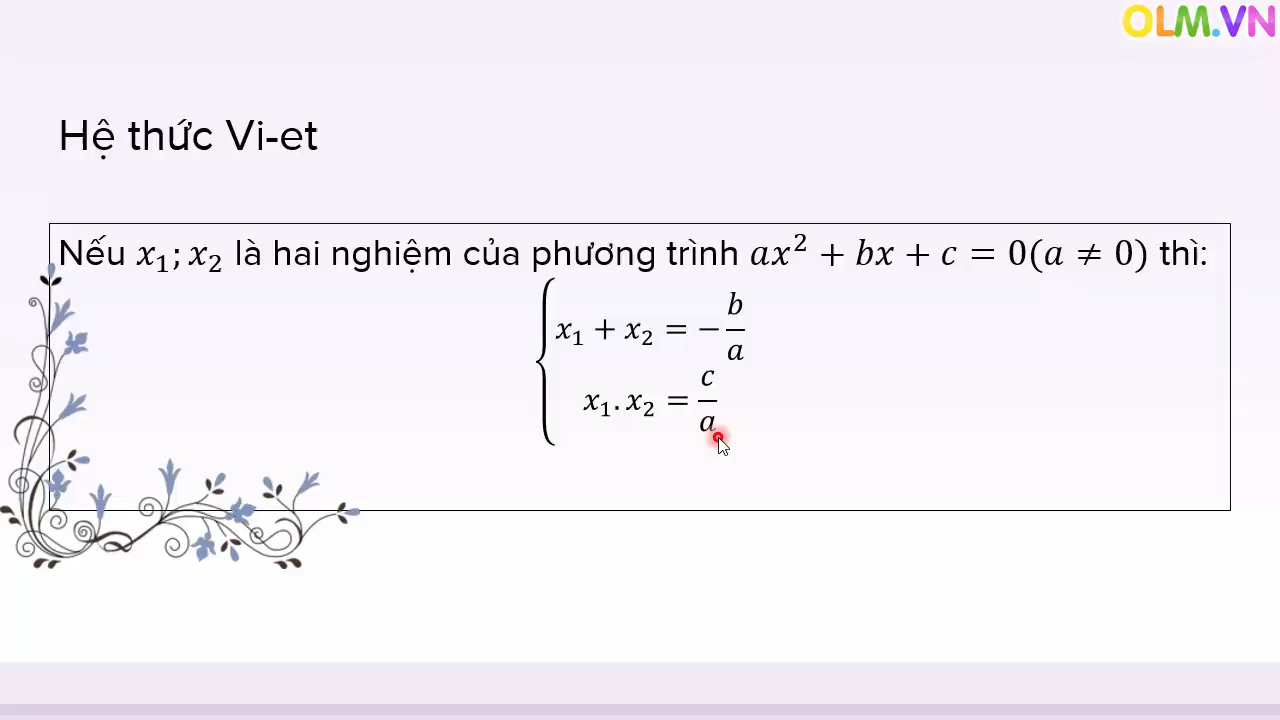 OLM.VN
Hệ thức Vi-et
Nếu x₁; x₂ là hai nghiệm của phương trình ax² + bx + c = 0(a ≠ 0) thì:
x₁ + x₂ = −b/a
x₁. x₂ = c/a